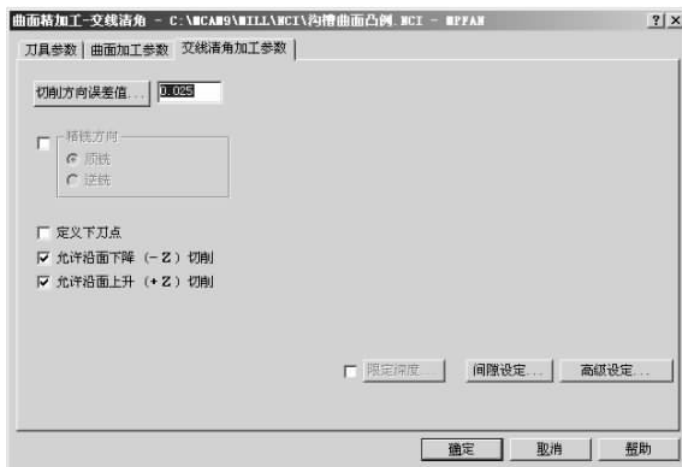 曲面精加工-交线清角 - C:\MCAM9\MILL\NCI\沟槽曲面凸例.NCI - MPFAN
刀具参数 曲面加工参数 交线清角加工参数
切削方向误差值... 0.025
精铣方向
顺铣
逆铣
定义下刀点
允许沿面下降 (-Z) 切削
允许沿面上升 (+Z) 切削
限定深度... 间隙设定... 高级设定...
确定 取消 帮助